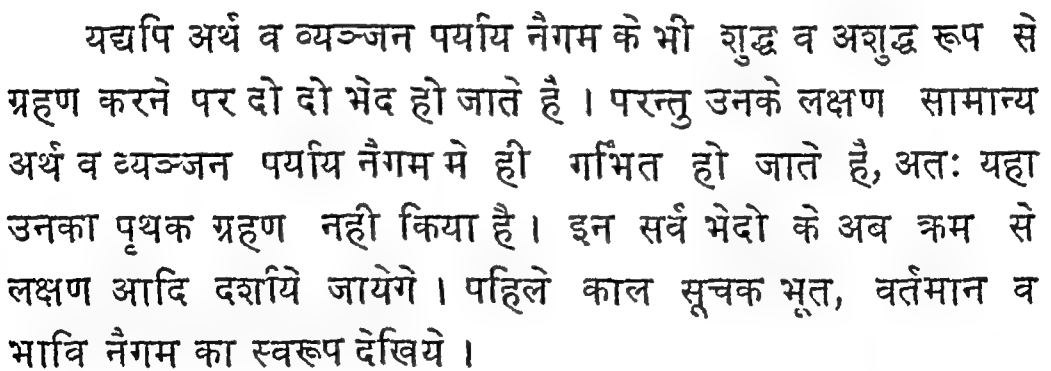 यद्यपि अर्थ व व्यञ्जन पर्याय नैगम के भी शुद्ध व अशुद्ध रूप से
ग्रहण करने पर दो दो भेद हो जाते है । परन्तु उनके लक्षण सामान्य
अर्थ व व्यञ्जन पर्याय नैगम मे ही गर्भित हो जाते है, अतः यहा
उनका पृथक ग्रहण नही किया है । इन सर्व भेदो के अब क्रम से
लक्षण आदि दर्शाये जायेगे । पहिले काल सूचक भूत, वर्तमान व
भावि नैगम का स्वरूप देखिये ।